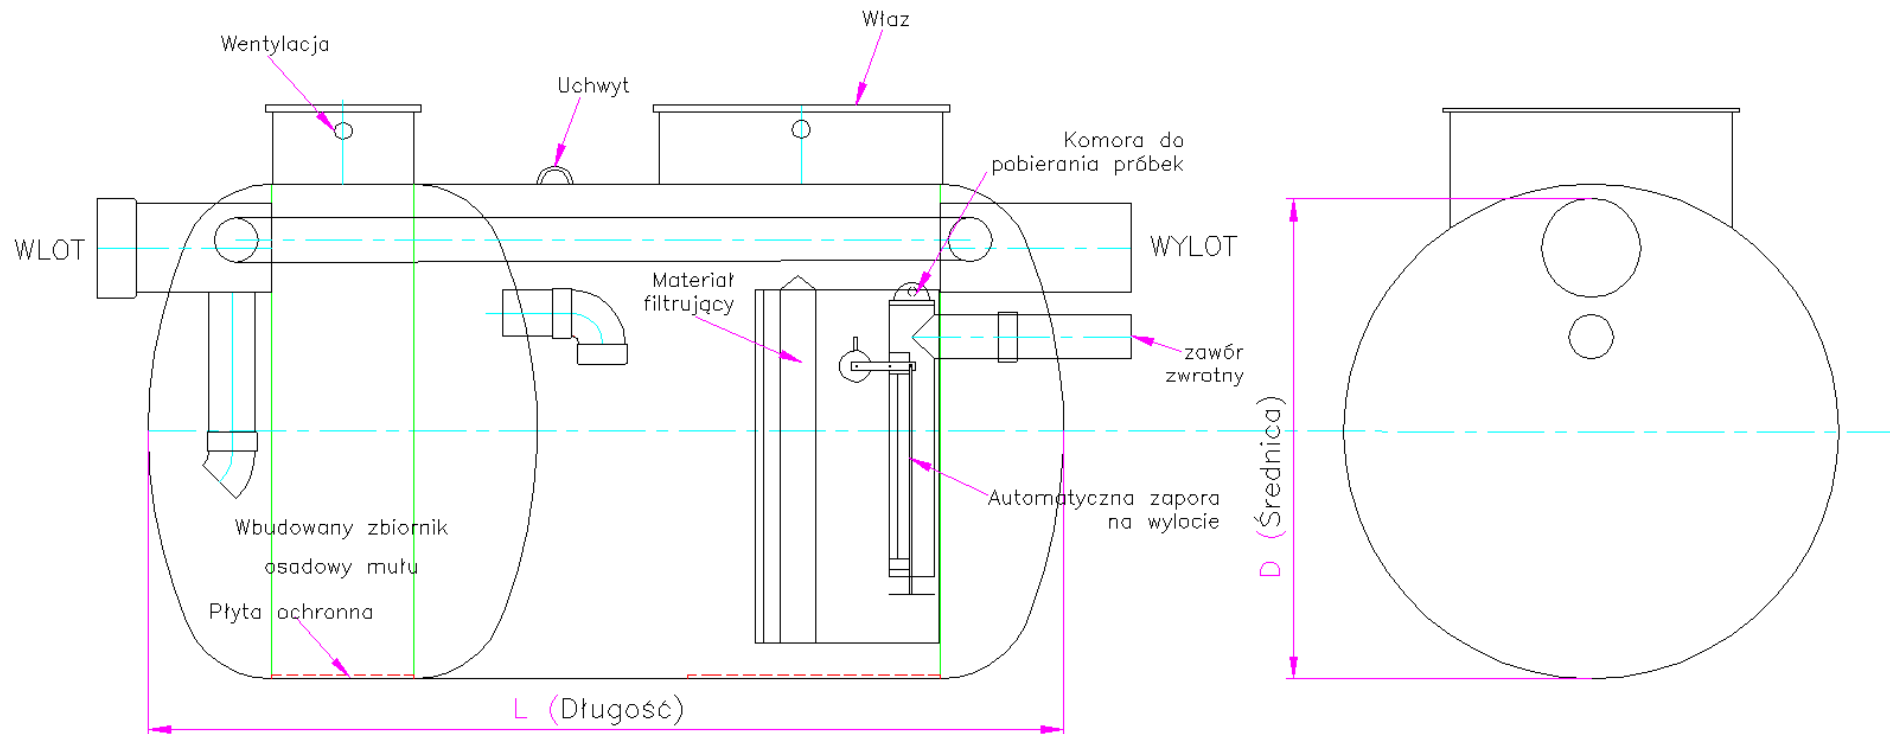 Właz
Wentylacja
Uchwyt
Komora do
pobierania próbek
WLOT
WYLOT
Materiał
filtrujący
zawór
zwrotny
D (Średnica)
Automatyczna zapora
na wylocie
Wbudowany zbiornik
osadowy mułu
Płyta ochronna
L (Długość)